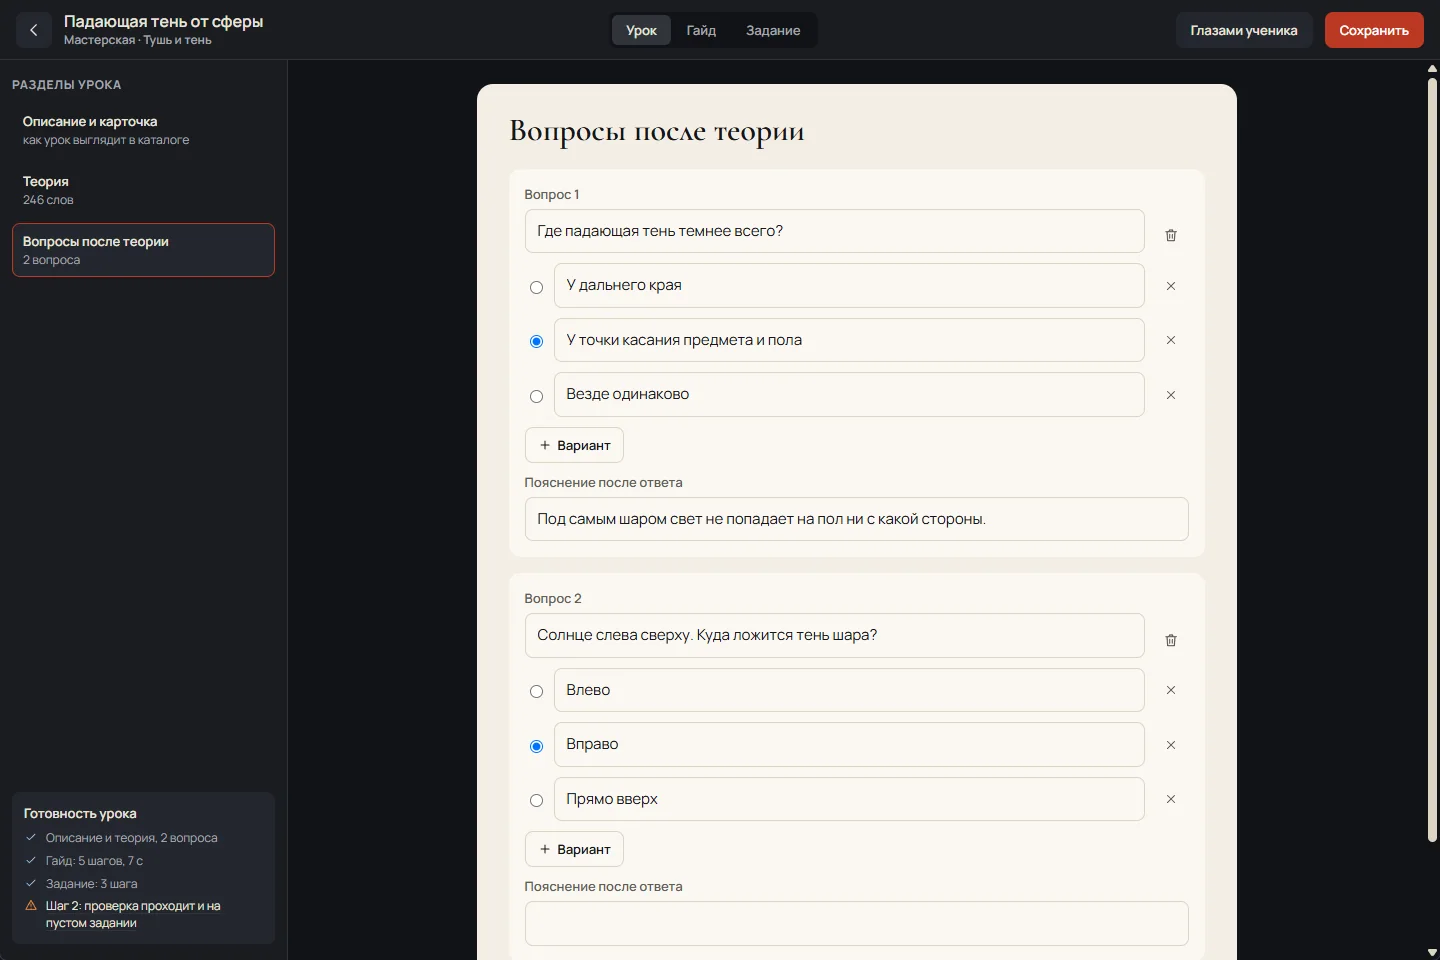 Падающая тень от сферы
Мастерская · Тушь и тень
Урок
Гайд
Задание
Глазами ученика
Сохранить
РАЗДЕЛЫ УРОКА
Описание и карточка
как урок выглядит в каталоге
Теория
246 слов
Вопросы после теории
2 вопроса
Готовность урока
Описание и теория, 2 вопроса
Гайд: 5 шагов, 7 с
Задание: 3 шага
Шаг 2: проверка проходит и на
пустом задании
Вопросы после теории
Вопрос 1
Где падающая тень темнее всего?
У дальнего края
У точки касания предмета и пола
Везде одинаково
+ Вариант
Пояснение после ответа
Под самым шаром свет не попадает на пол ни с какой стороны.
Вопрос 2
Солнце слева сверху. Куда ложится тень шара?
Влево
Вправо
Прямо вверх
+ Вариант
Пояснение после ответа